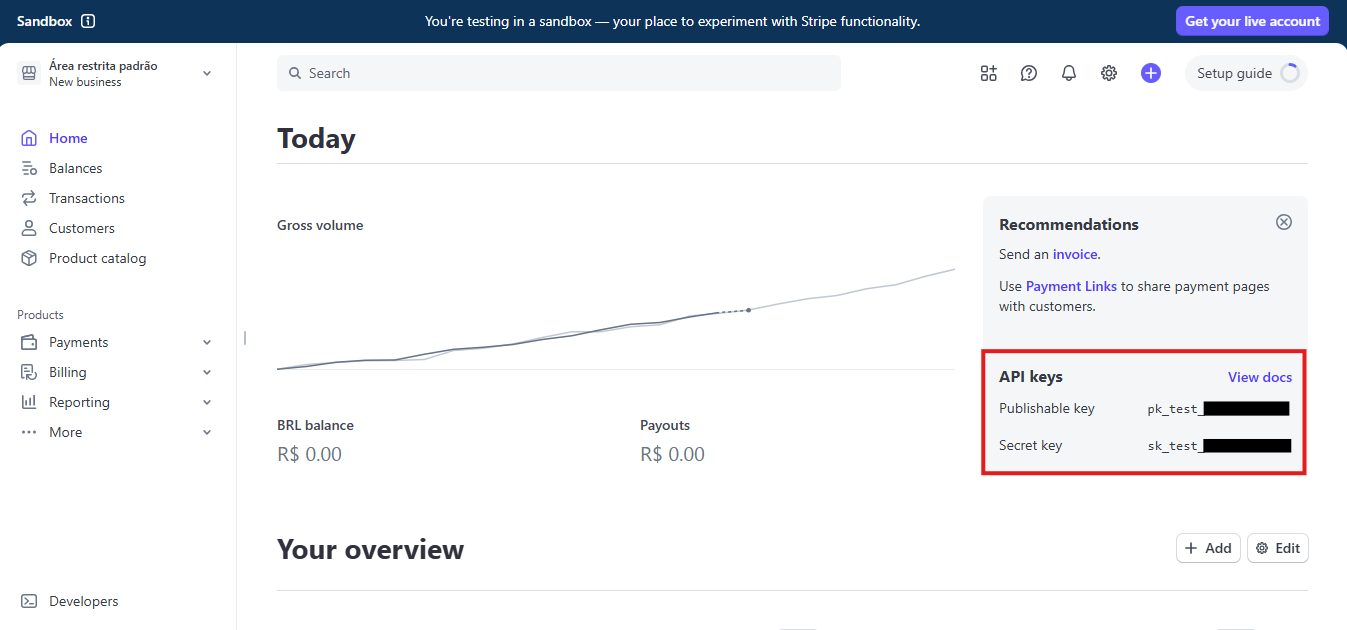 Sandbox
You're testing in a sandbox — your place to experiment with Stripe functionality.
Get your live account
Área restrita padrão
New business
Search
Setup guide
Home
Balances
Transactions
Customers
Product catalog
Products
Payments
Billing
Reporting
More
Developers
Today
Gross volume
BRL balance
Payouts
R$ 0.00
R$ 0.00
Recommendations
Send an invoice.
Use Payment Links to share payment pages
with customers.
API keys
View docs
Publishable key
pk_test_
Secret key
sk_test_
Your overview
Add
Edit